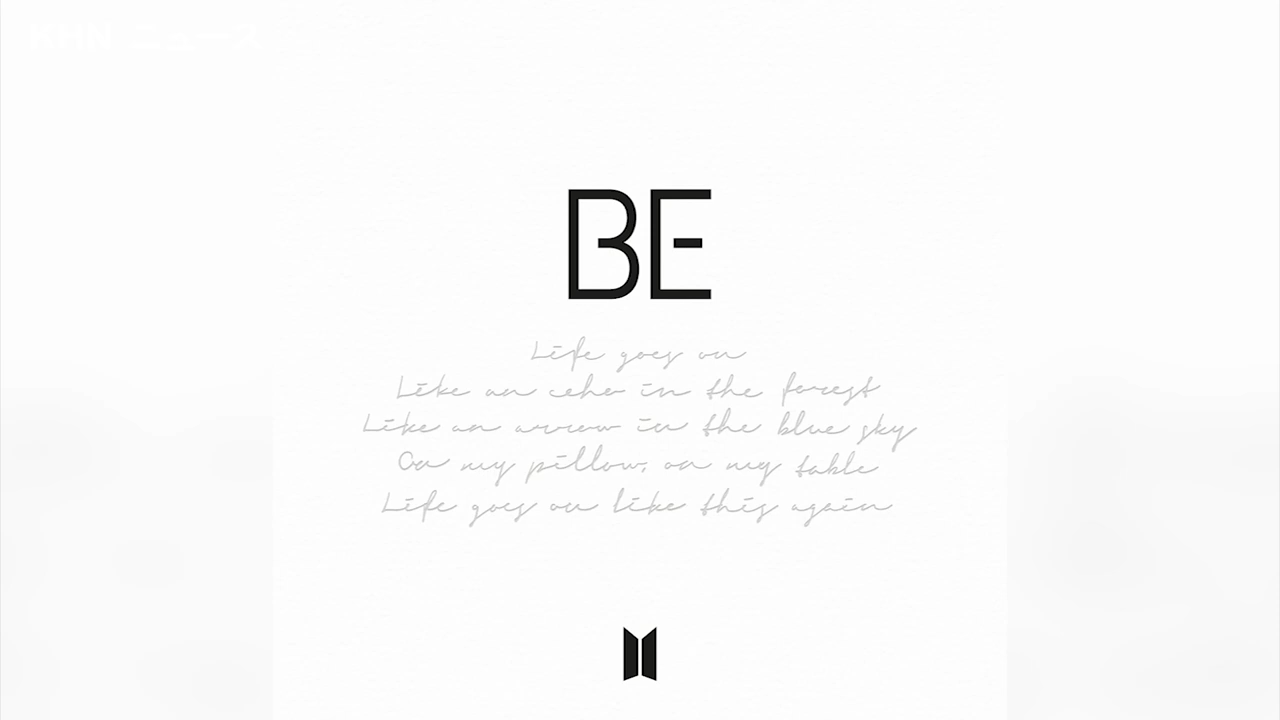 KHN ニュース
BE
Life goes on
Like an echo in the forest
Like an arrow in the blue sky
On my pillow, on my table
Life goes on like this again